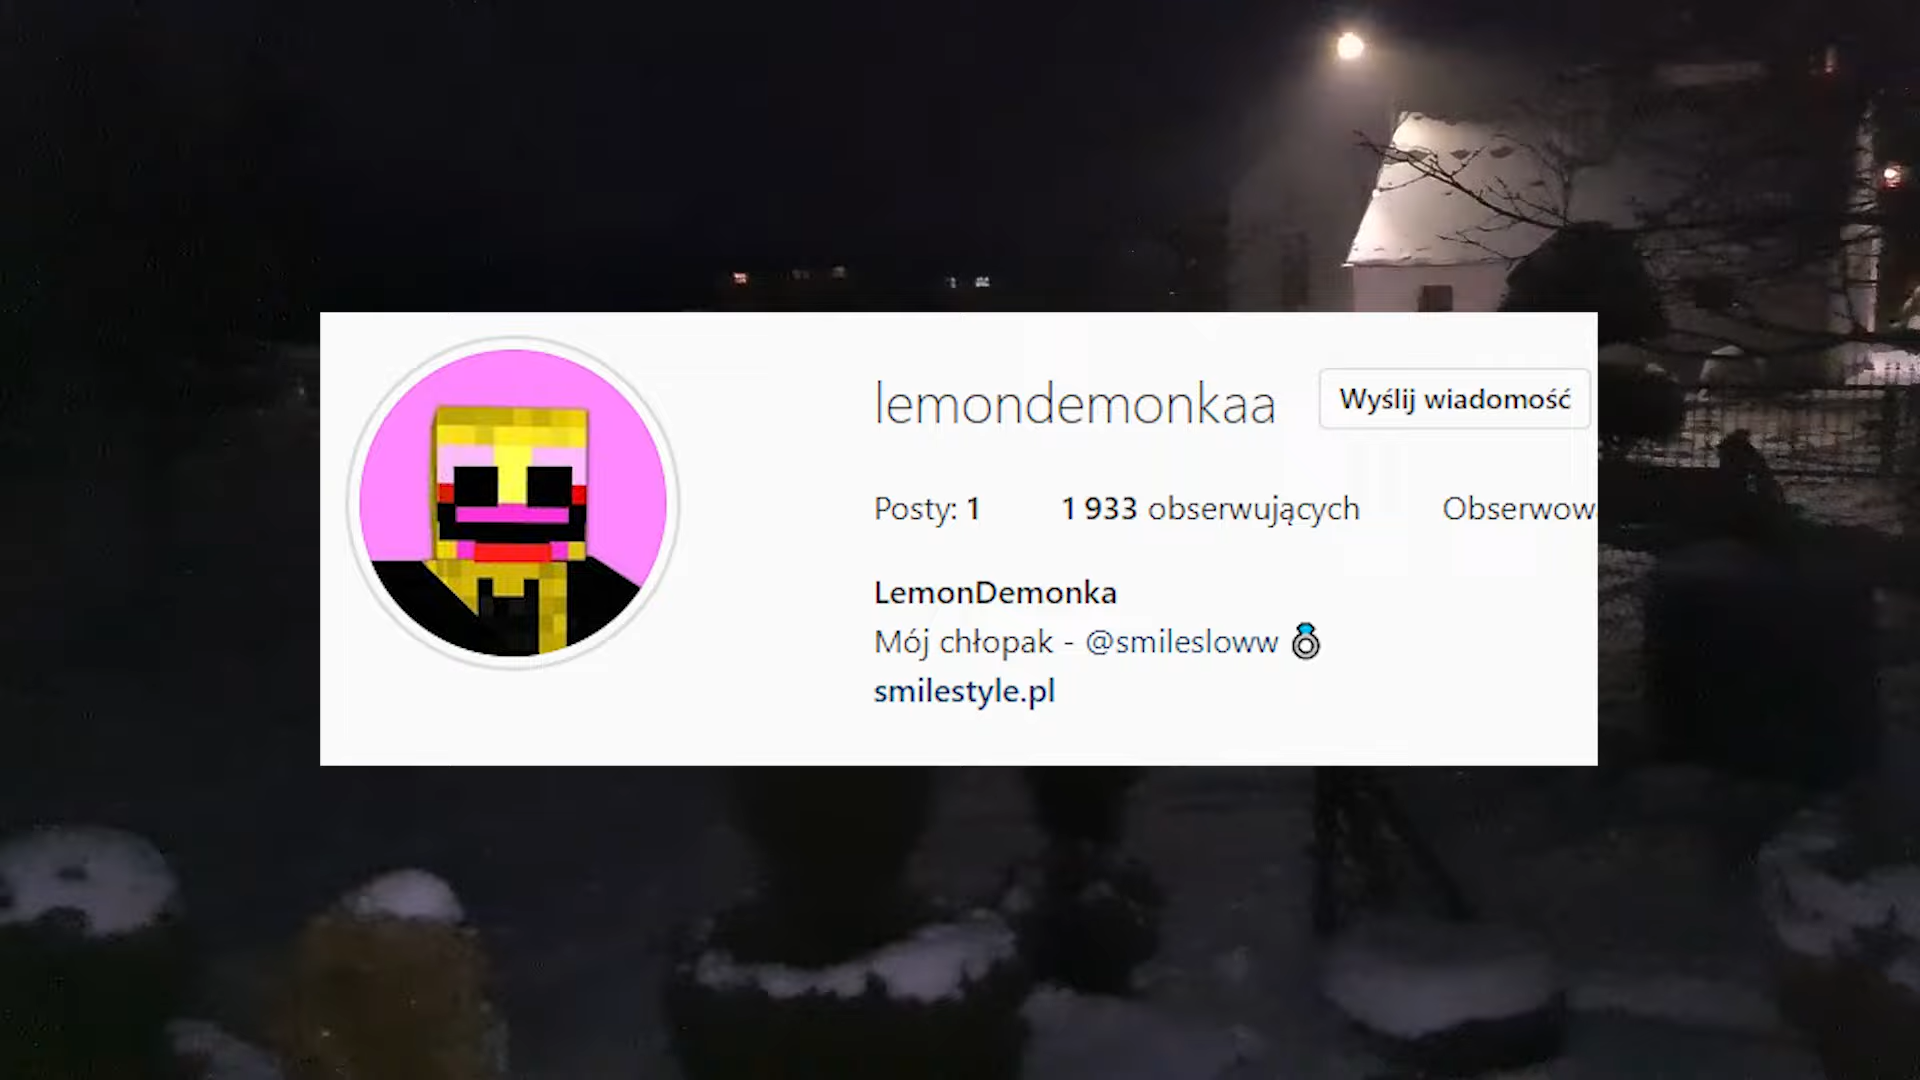 lemondemonkaa
Wyślij wiadomość
Posty: 1 1 933 obserwujących
LemonDemonka
Mój chłopak - @smilesloww 💍
smilestyle.pl